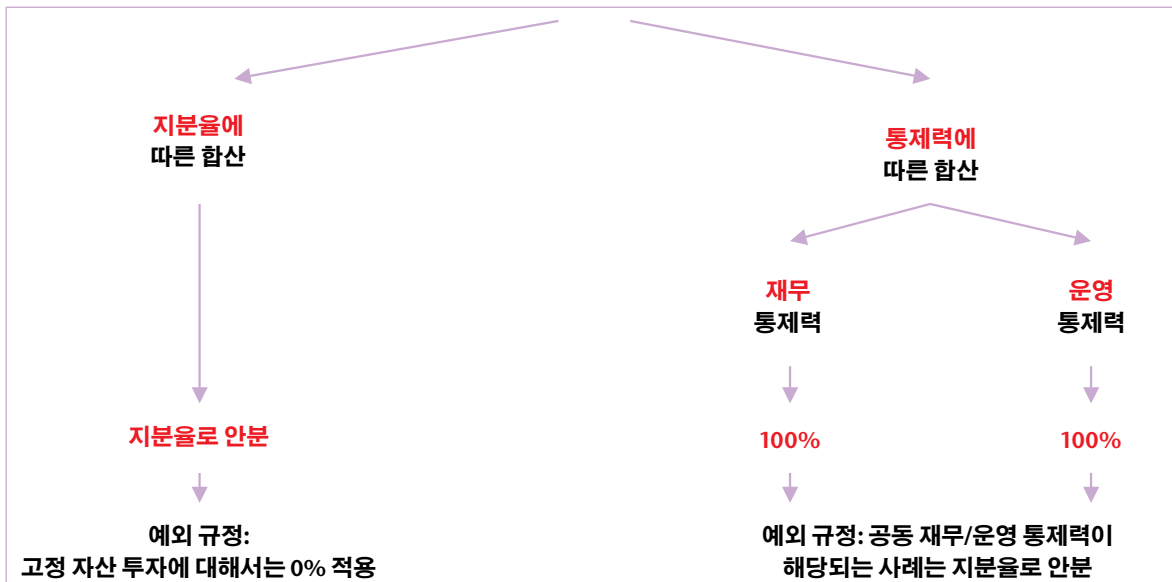 지분율에
따른 합산
통제력에
따른 합산
재무
통제력
운영
통제력
지분율로 안분
100%
100%
예외 규정:
고정 자산 투자에 대해서는 0% 적용
예외 규정: 공동 재무/운영 통제력이
해당되는 사례는 지분율로 안분